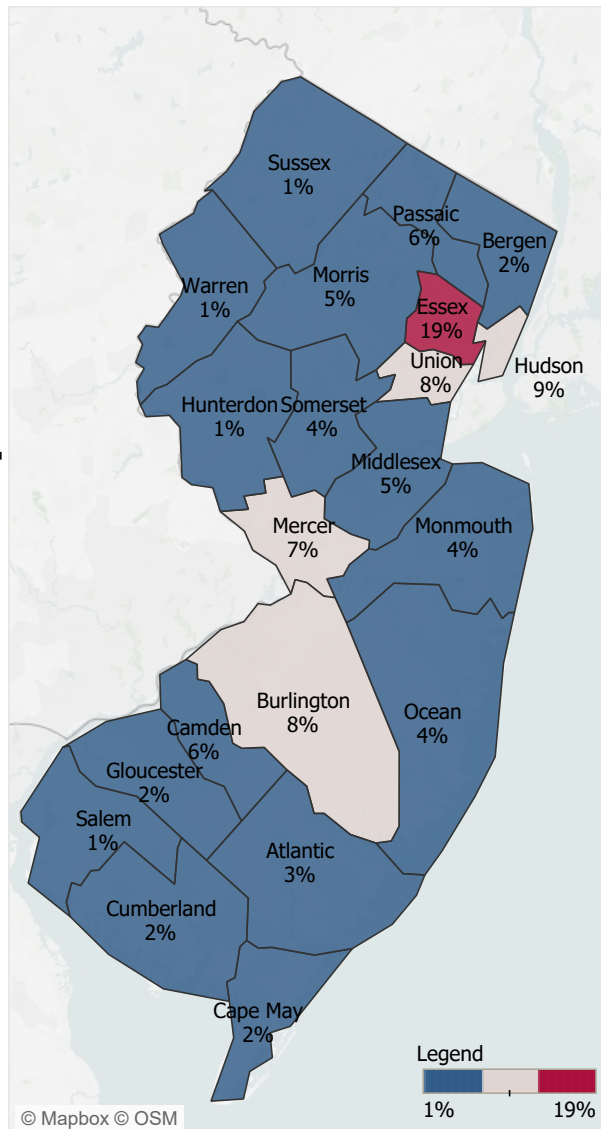 Sussex
1%
Passaic
6%
Bergen
2%
Warren
1%
Morris
5%
Essex
19%
Union
8%
Hudson
9%
Hunterdon
1%
Somerset
4%
Middlesex
5%
Mercer
7%
Monmouth
4%
Burlington
8%
Ocean
4%
Camden
6%
Gloucester
2%
Salem
1%
Atlantic
3%
Cumberland
2%
Cape May
2%
Legend
1% 19%
© Mapbox © OSM